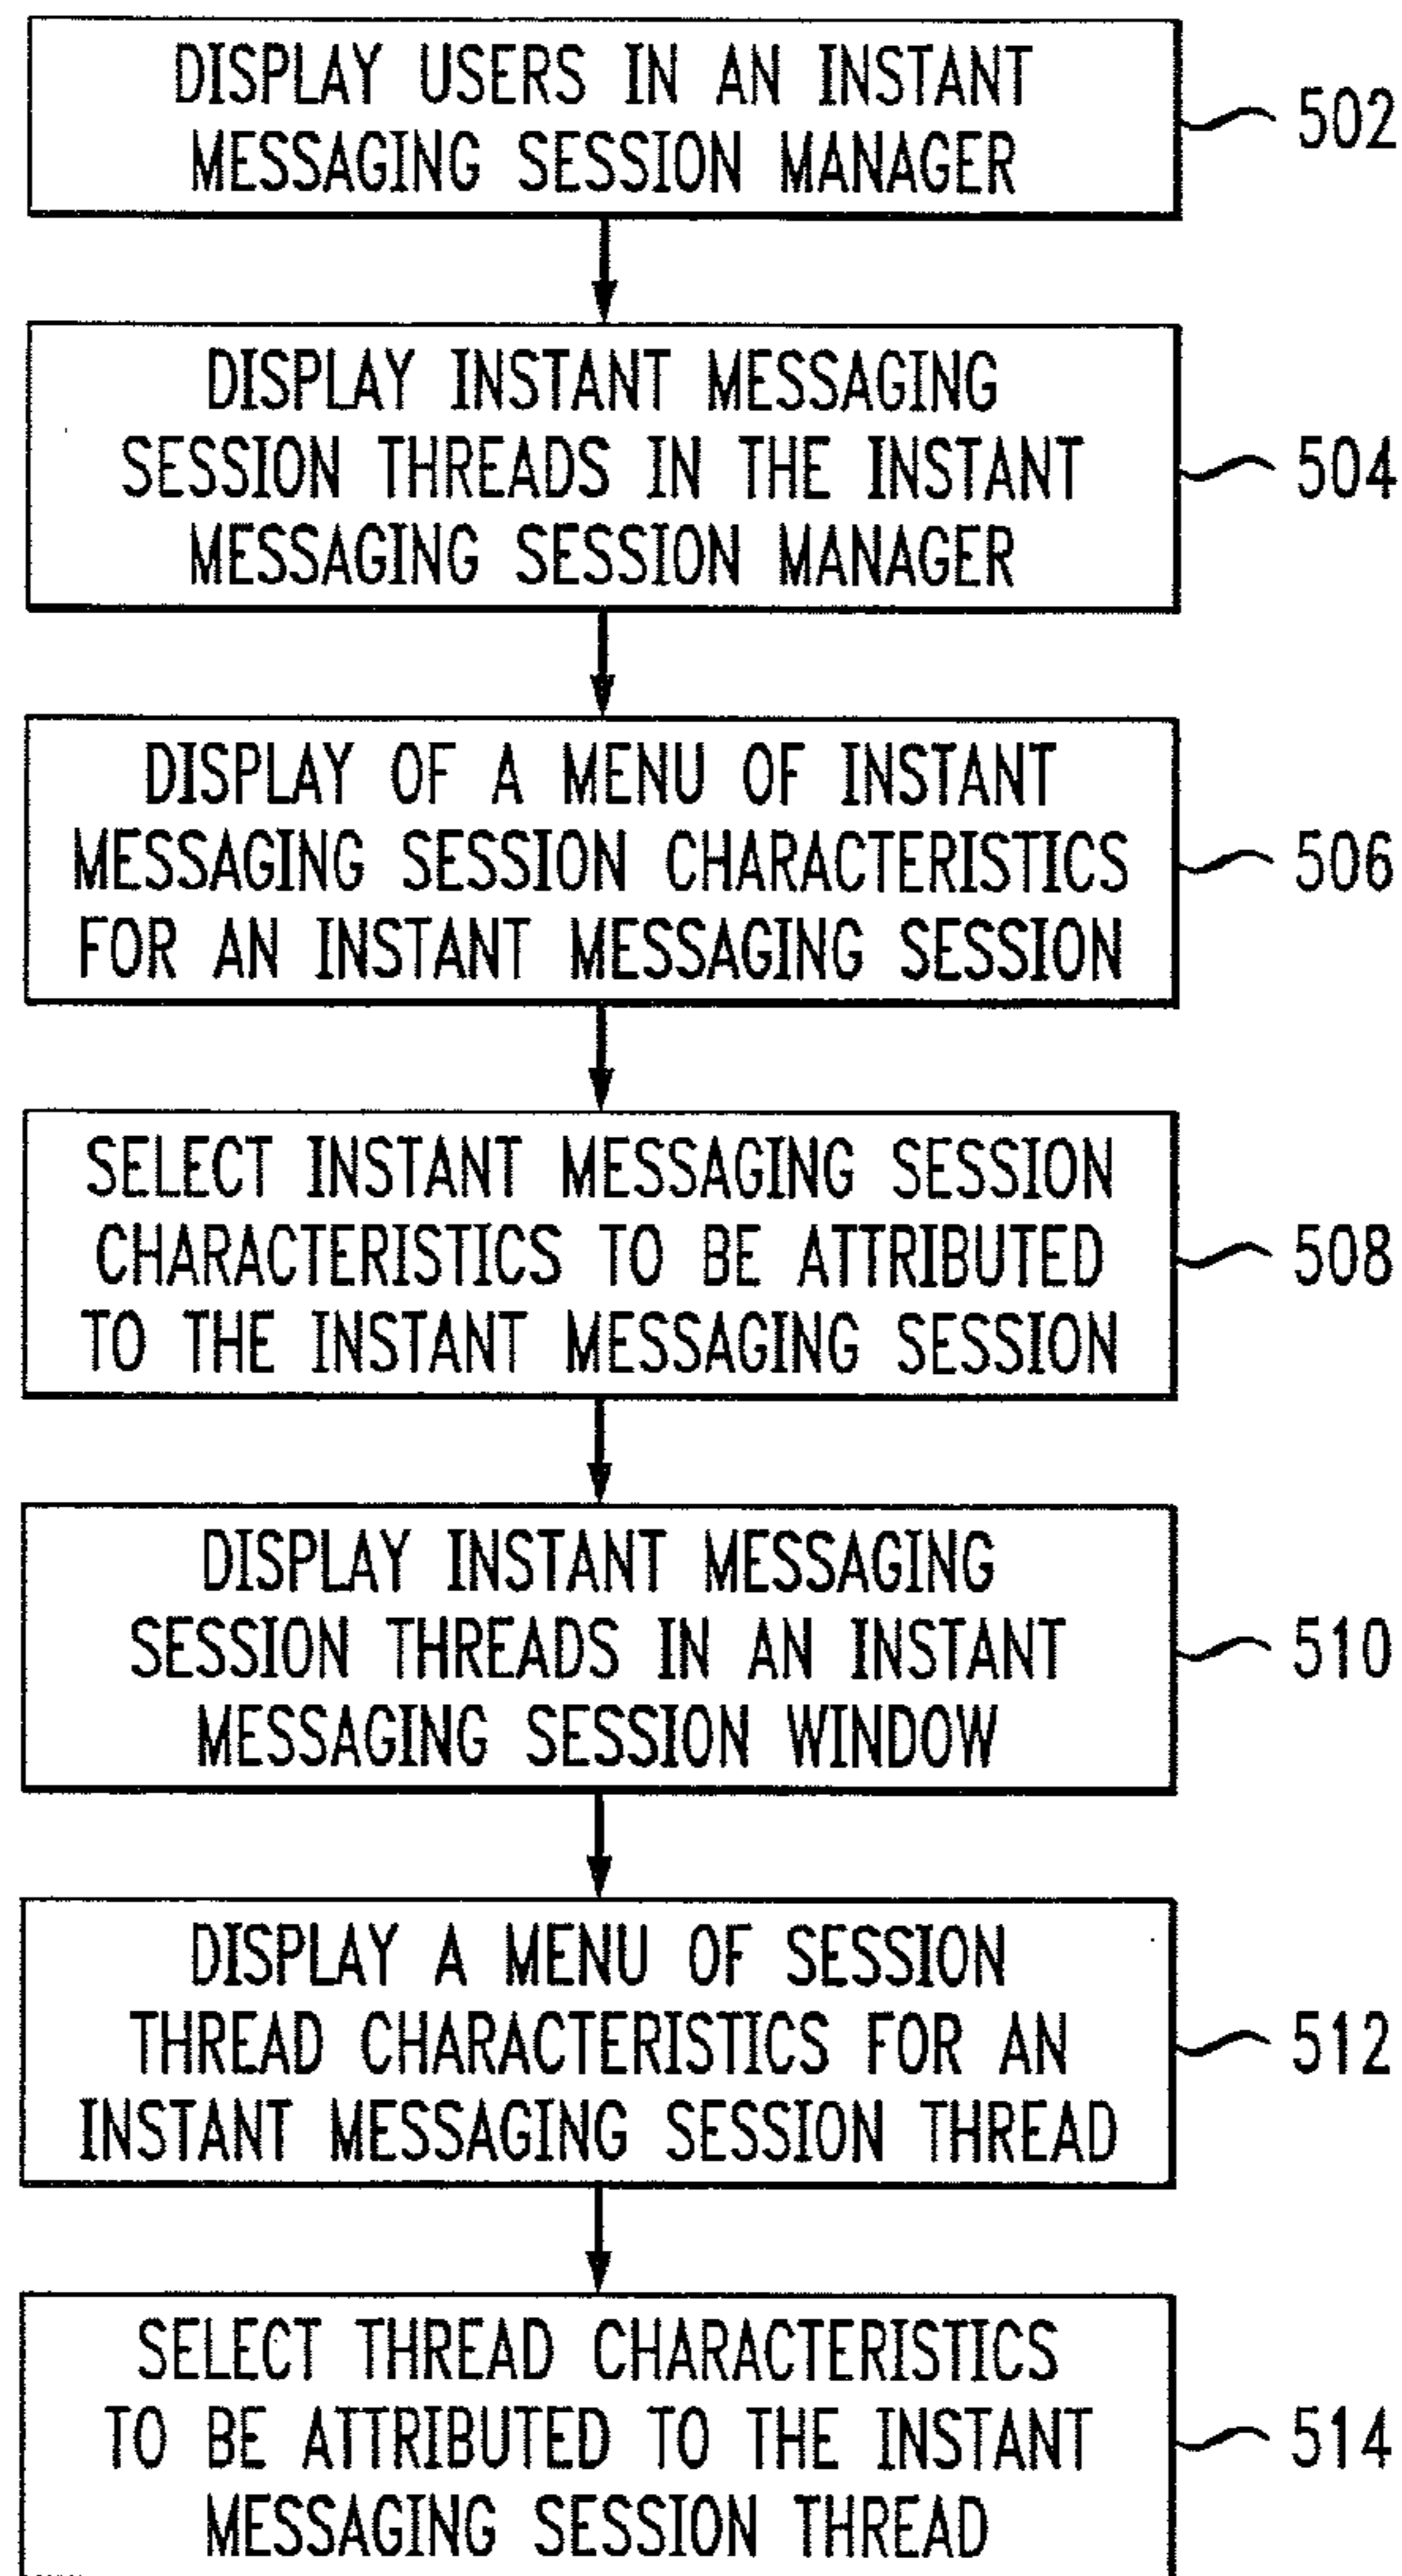 DISPLAY USERS IN AN INSTANT
MESSAGING SESSION MANAGER
502
DISPLAY INSTANT MESSAGING
SESSION THREADS IN THE INSTANT
MESSAGING SESSION MANAGER
504
DISPLAY OF A MENU OF INSTANT
MESSAGING SESSION CHARACTERISTICS
FOR AN INSTANT MESSAGING SESSION
506
SELECT INSTANT MESSAGING SESSION
CHARACTERISTICS TO BE ATTRIBUTED
TO THE INSTANT MESSAGING SESSION
508
DISPLAY INSTANT MESSAGING
SESSION THREADS IN AN INSTANT
MESSAGING SESSION WINDOW
510
DISPLAY A MENU OF SESSION
THREAD CHARACTERISTICS FOR AN
INSTANT MESSAGING SESSION THREAD
512
SELECT THREAD CHARACTERISTICS
TO BE ATTRIBUTED TO THE INSTANT
MESSAGING SESSION THREAD
514